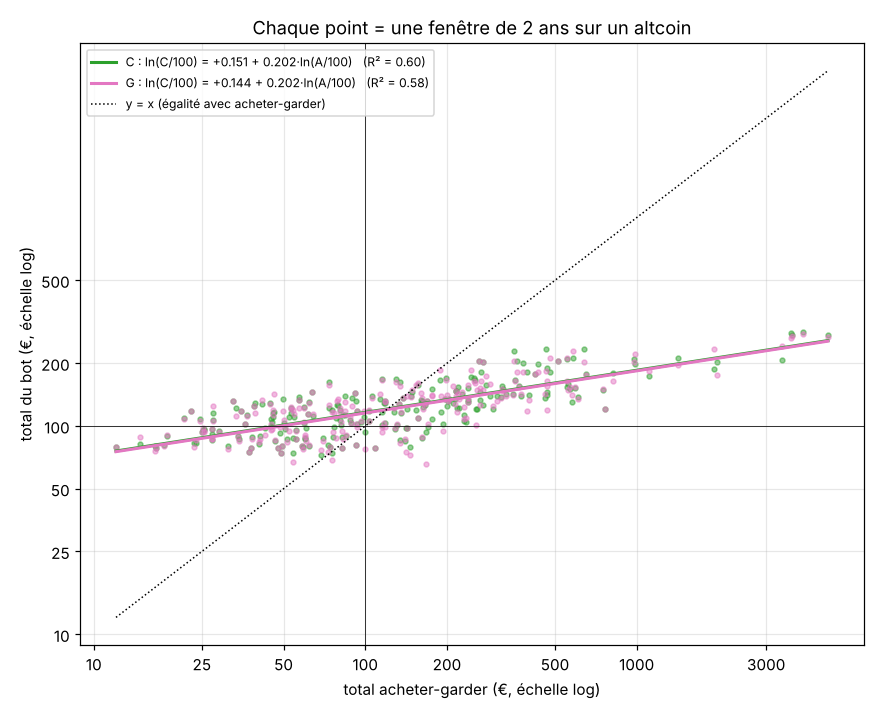 Chaque point = une fenêtre de 2 ans sur un altcoin
C : ln(C/100) = +0.151 + 0.202·ln(A/100)   (R² = 0.60)
G : ln(C/100) = +0.144 + 0.202·ln(A/100)   (R² = 0.58)
y = x (égalité avec acheter-garder)
total du bot (€, échelle log)
500
200
100
50
25
10
10
25
50
100
200
500
1000
3000
total acheter-garder (€, échelle log)